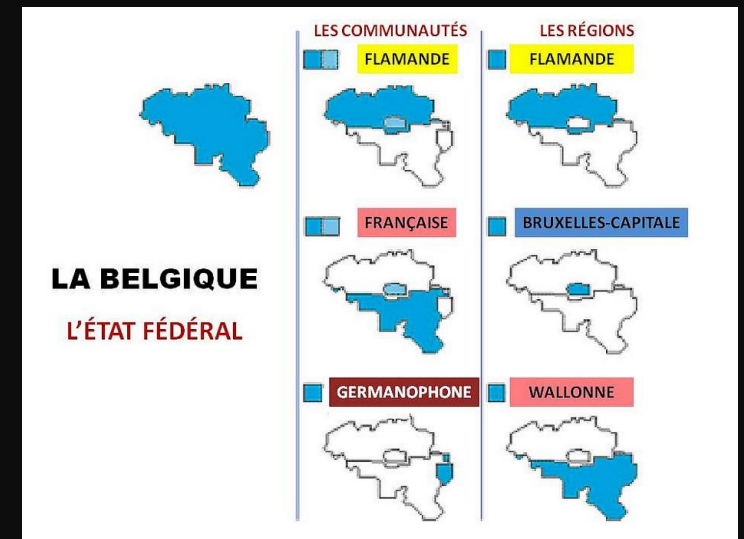 LES COMMUNAUTÉS
LES RÉGIONS
FLAMANDE
FLAMANDE
FRANÇAISE
BRUXELLES-CAPITALE
LA BELGIQUE
L'ÉTAT FÉDÉRAL
GERMANOPHONE
WALLONNE